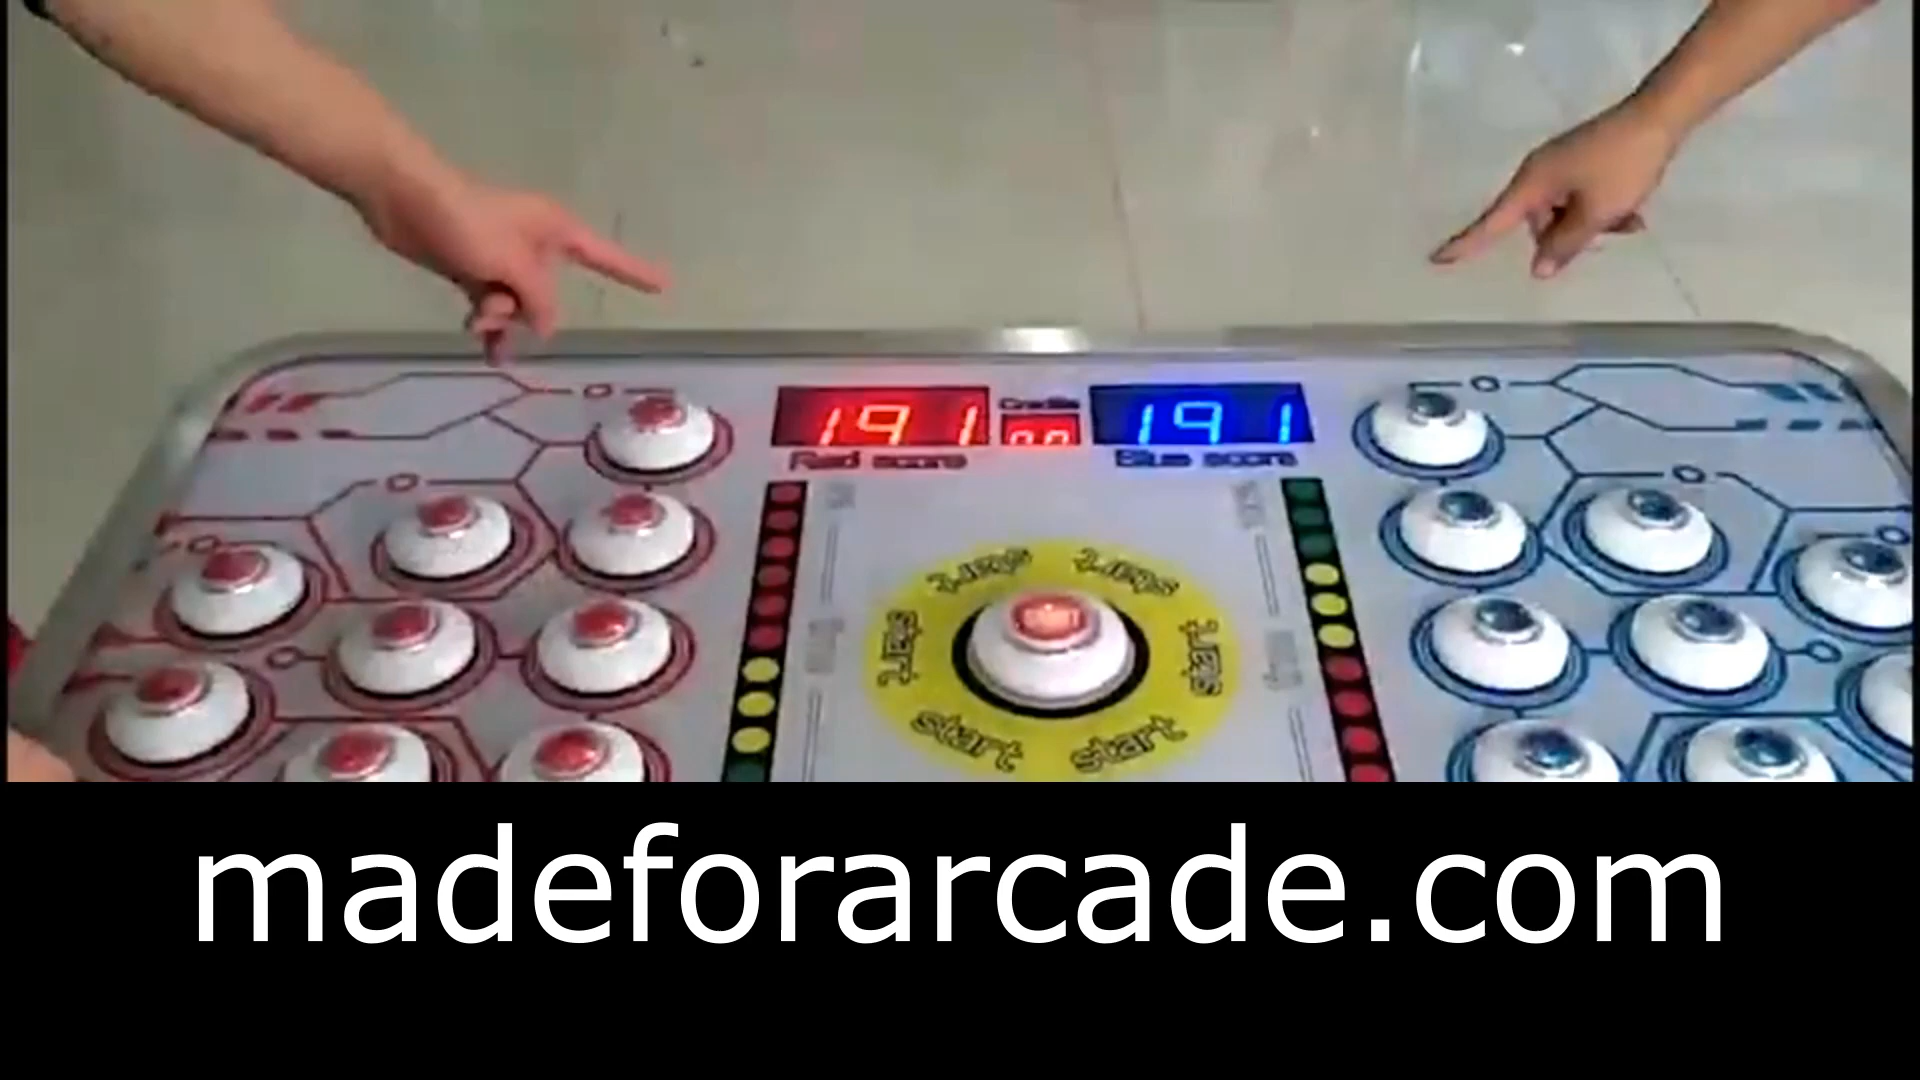 191 Credits 191
00
Red score Blue score
start start
start start
start start
madeforarcade.com